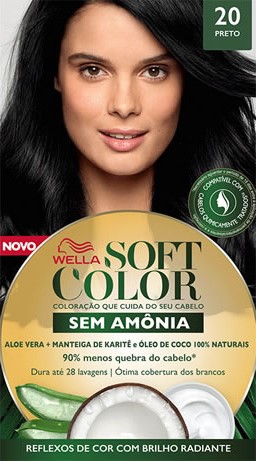 20
PRETO
COMPATÍVEL COM
CABELOS QUIMICAMENTE TRATADOS
NOVO
WELLA
SOFT
COLOR
COLORAÇÃO QUE CUIDA DO SEU CABELO
SEM AMÔNIA
ALOE VERA + MANTEIGA DE KARITÊ e ÓLEO DE COCO 100% NATURAIS
90% menos quebra do cabelo*
Dura até 28 lavagens | Ótima cobertura dos brancos
REFLEXOS DE COR COM BRILHO RADIANTE